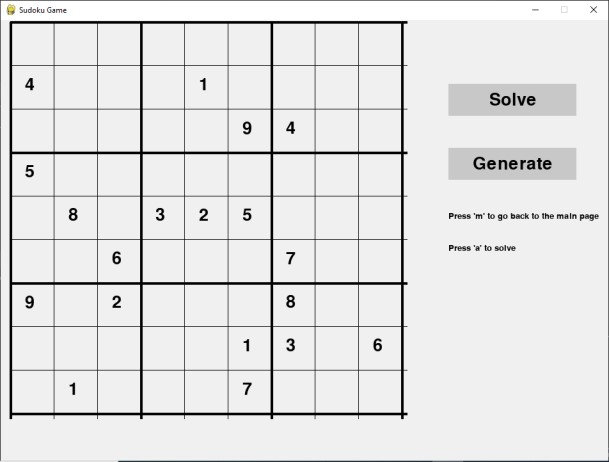 Sudoku Game
4 1
Solve
9 4
Generate
5
8 3 2 5
Press 'm' to go back to the main page
Press 'a' to solve
6 7
9 2 8
1 3 6
1 7